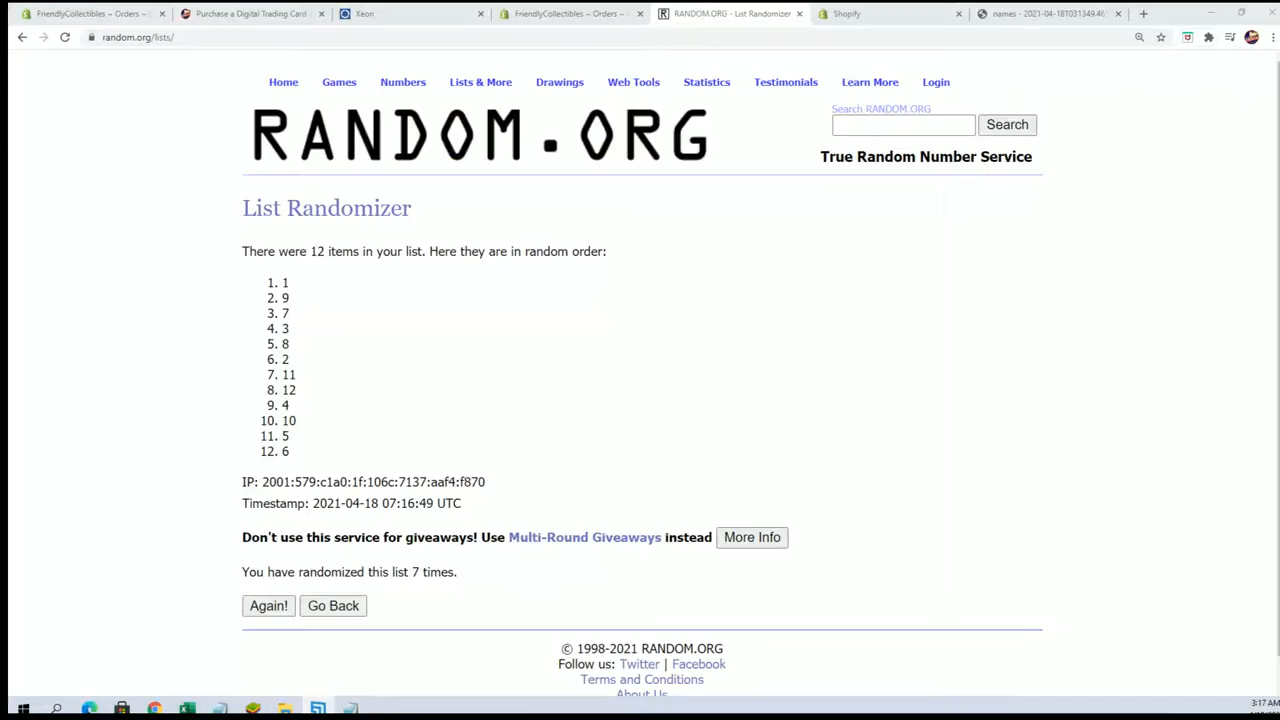 FriendlyCollectibles ~ Orders ~
Purchase a Digital Trading Card
Xeon
FriendlyCollectibles ~ Orders ~
RANDOM.ORG - List Randomizer
Shopify
names - 2021-04-18T031349.46
random.org/lists/
Home Games Numbers Lists & More Drawings Web Tools Statistics Testimonials Learn More Login
RANDOM.ORG
Search RANDOM.ORG
Search
True Random Number Service
List Randomizer
There were 12 items in your list. Here they are in random order:
1. 1
2. 9
3. 7
4. 3
5. 8
6. 2
7. 11
8. 12
9. 4
10. 10
11. 5
12. 6
IP: 2001:579:c1a0:1f:106c:7137:aaf4:f870
Timestamp: 2021-04-18 07:16:49 UTC
Don't use this service for giveaways! Use Multi-Round Giveaways instead More Info
You have randomized this list 7 times.
Again! Go Back
© 1998-2021 RANDOM.ORG
Follow us: Twitter | Facebook
Terms and Conditions
About Us
3:17 AM